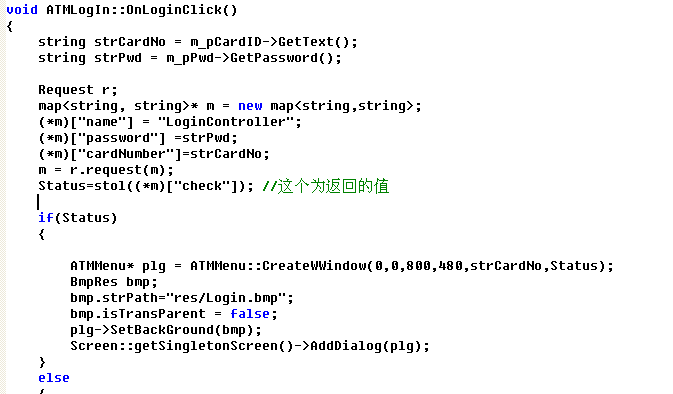 void ATMLogIn::OnLoginClick()
{
    string strCardNo = m_pCardID->GetText();
    string strPwd = m_pPwd->GetPassword();

    Request r;
    map<string, string>* m = new map<string,string>;
    (*m)["name"] = "LoginController";
    (*m)["password"] =strPwd;
    (*m)["cardNumber"]=strCardNo;
    m = r.request(m);
    Status=stol((*m)["check"]); //这个为返回的值

    if(Status)
    {

        ATMMenu* plg = ATMMenu::CreateWWindow(0,0,800,480,strCardNo,Status);
        BmpRes bmp;
        bmp.strPath="res/Login.bmp";
        bmp.isTransParent = false;
        plg->SetBackGround(bmp);
        Screen::getSingletonScreen()->AddDialog(plg);
    }
    else
    {